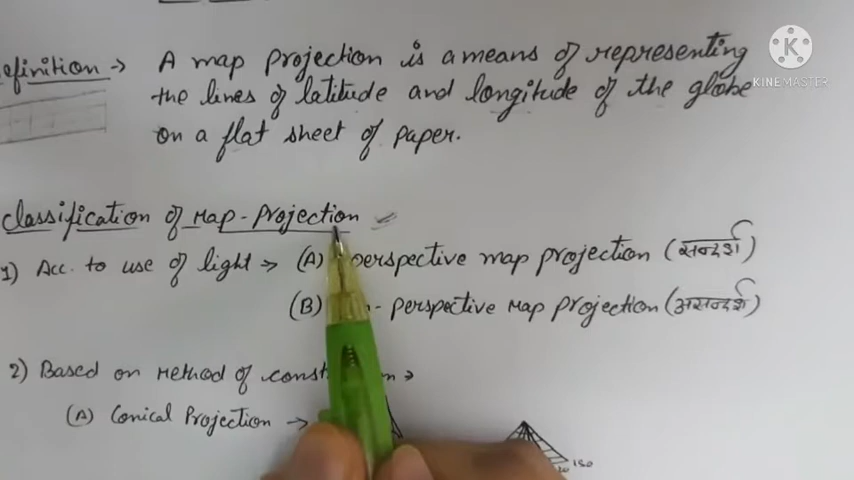 efinition → A map projection is a means of representing
the lines of latitude and longitude of the globe
on a flat sheet of paper.
K
KINEMASTER
classification of Map-Projection
1) Acc. to use of light → (A) perspective map projection (सन्दर्श)
(B) - perspective Map Projection (असन्दर्श)
2) Based on method of const n →
(A) Conical Projection →
180